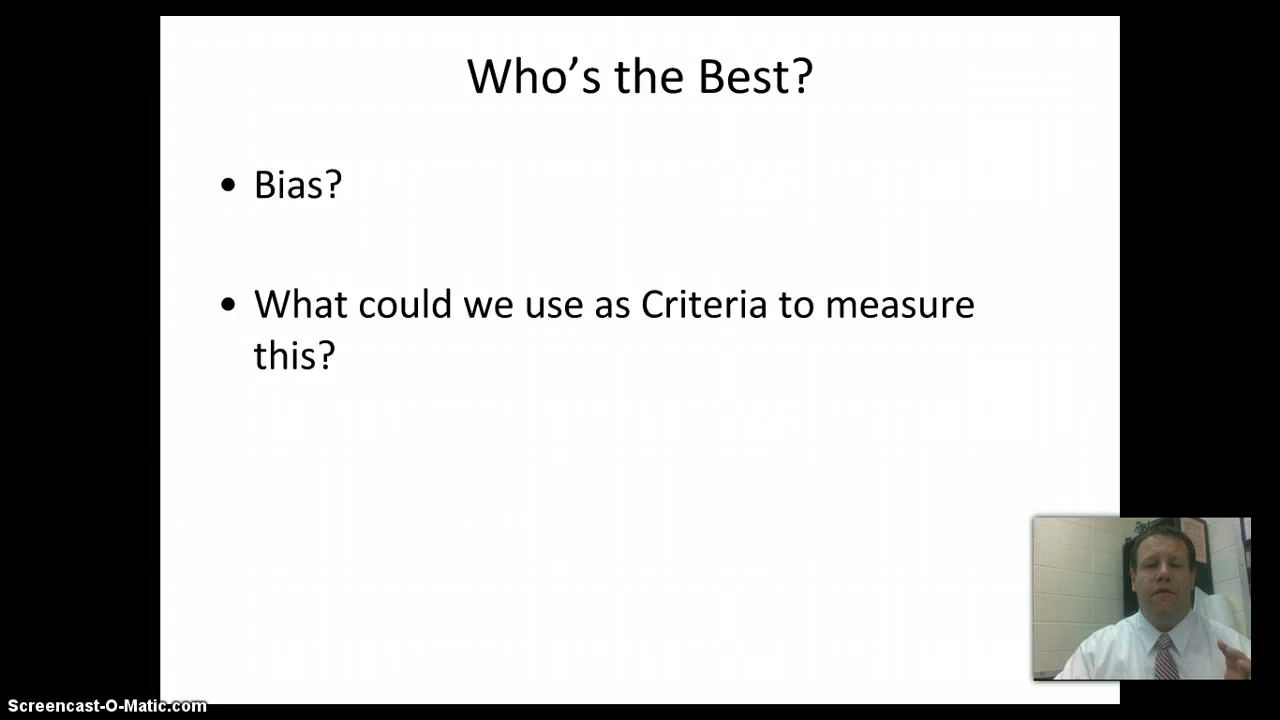 Who’s the Best?
• Bias?
• What could we use as Criteria to measure
this?
Screencast-O-Matic.com